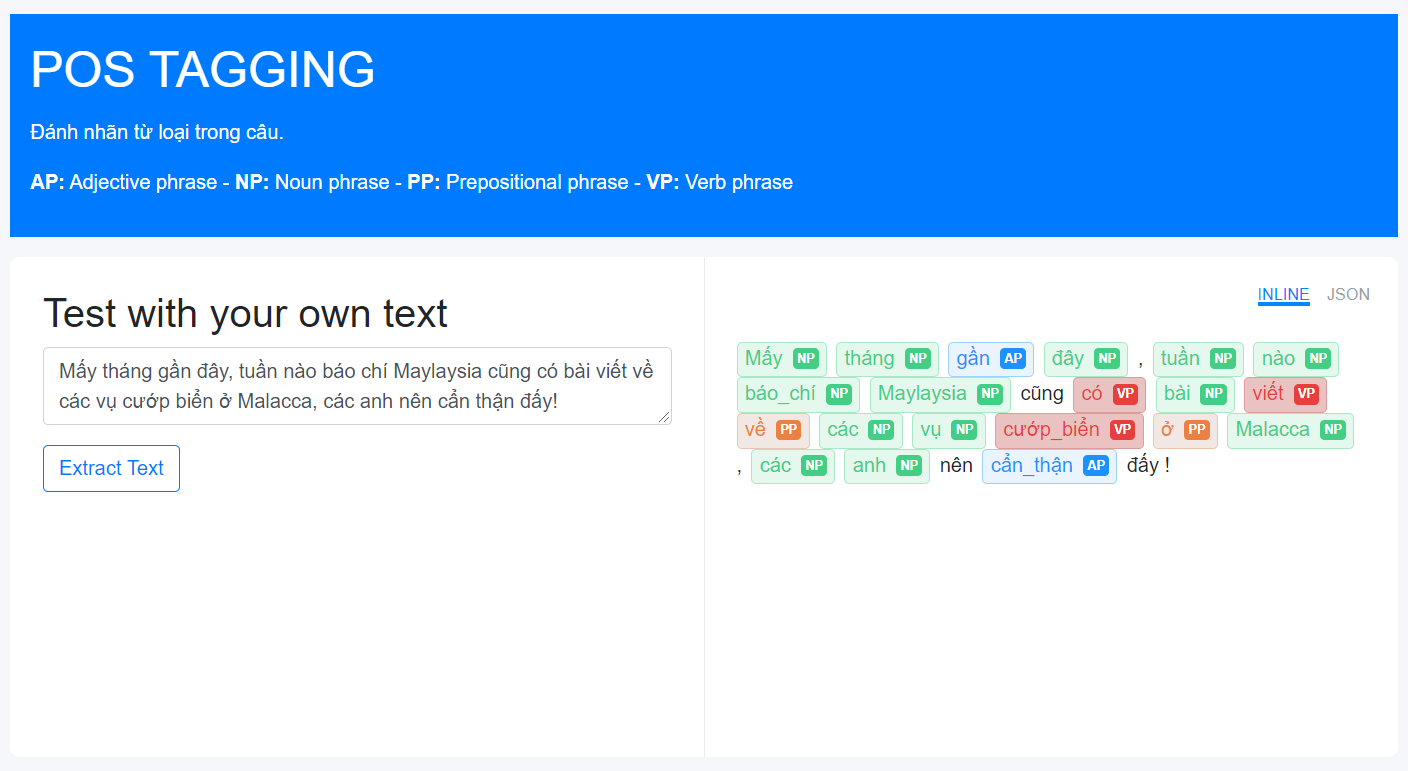 POS TAGGING
Đánh nhãn từ loại trong câu.
AP: Adjective phrase - NP: Noun phrase - PP: Prepositional phrase - VP: Verb phrase
Test with your own text
Mấy tháng gần đây, tuần nào báo chí Maylaysia cũng có bài viết về
các vụ cướp biển ở Malacca, các anh nên cẩn thận đấy!
Extract Text
INLINE JSON
Mấy NP tháng NP gần AP đây NP , tuần NP nào NP
báo_chí NP Maylaysia NP cũng có VP bài NP viết VP
về PP các NP vụ NP cướp_biển VP ở PP Malacca NP
, các NP anh NP nên cẩn_thận AP đấy !